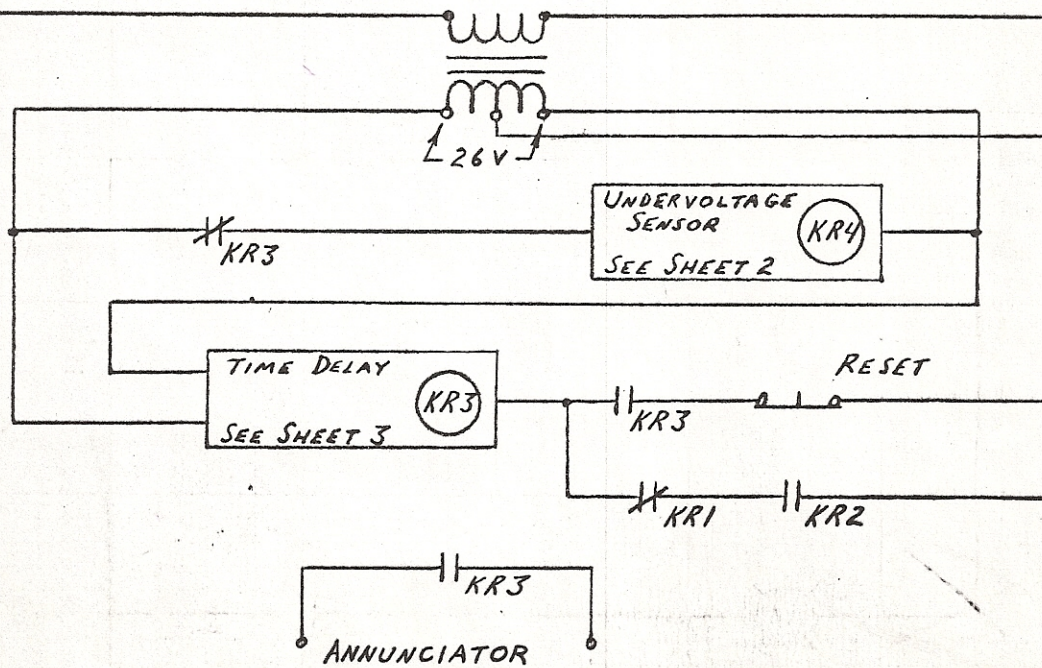 26V
UNDERVOLTAGE
SENSOR
KR4
SEE SHEET 2
KR3
TIME DELAY
KR3
SEE SHEET 3
RESET
KR3
KR1
KR2
KR3
ANNUNCIATOR